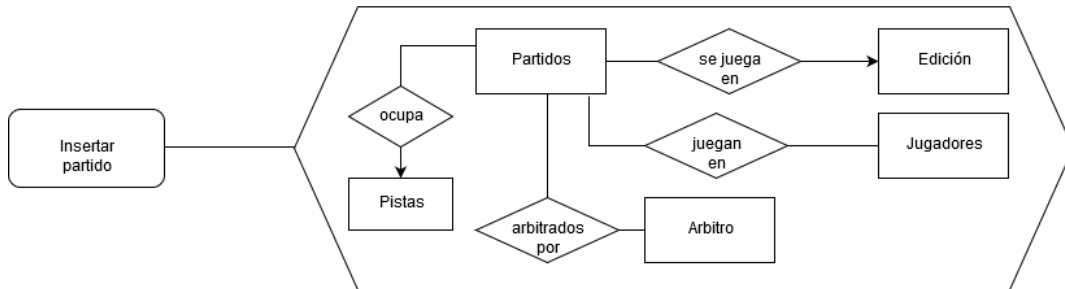 Insertar
partido
Partidos
se juega
en
Edición
ocupa
juegan
en
Jugadores
Pistas
arbitrados
por
Arbitro